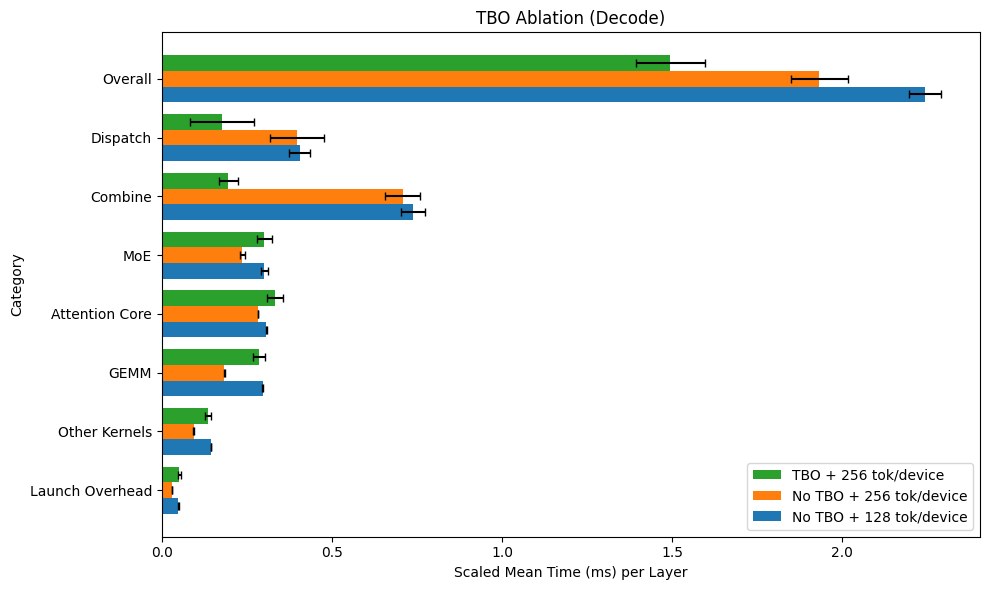 TBO Ablation (Decode)
Category
Overall
Dispatch
Combine
MoE
Attention Core
GEMM
Other Kernels
Launch Overhead
TBO + 256 tok/device
No TBO + 256 tok/device
No TBO + 128 tok/device
0.0 0.5 1.0 1.5 2.0
Scaled Mean Time (ms) per Layer